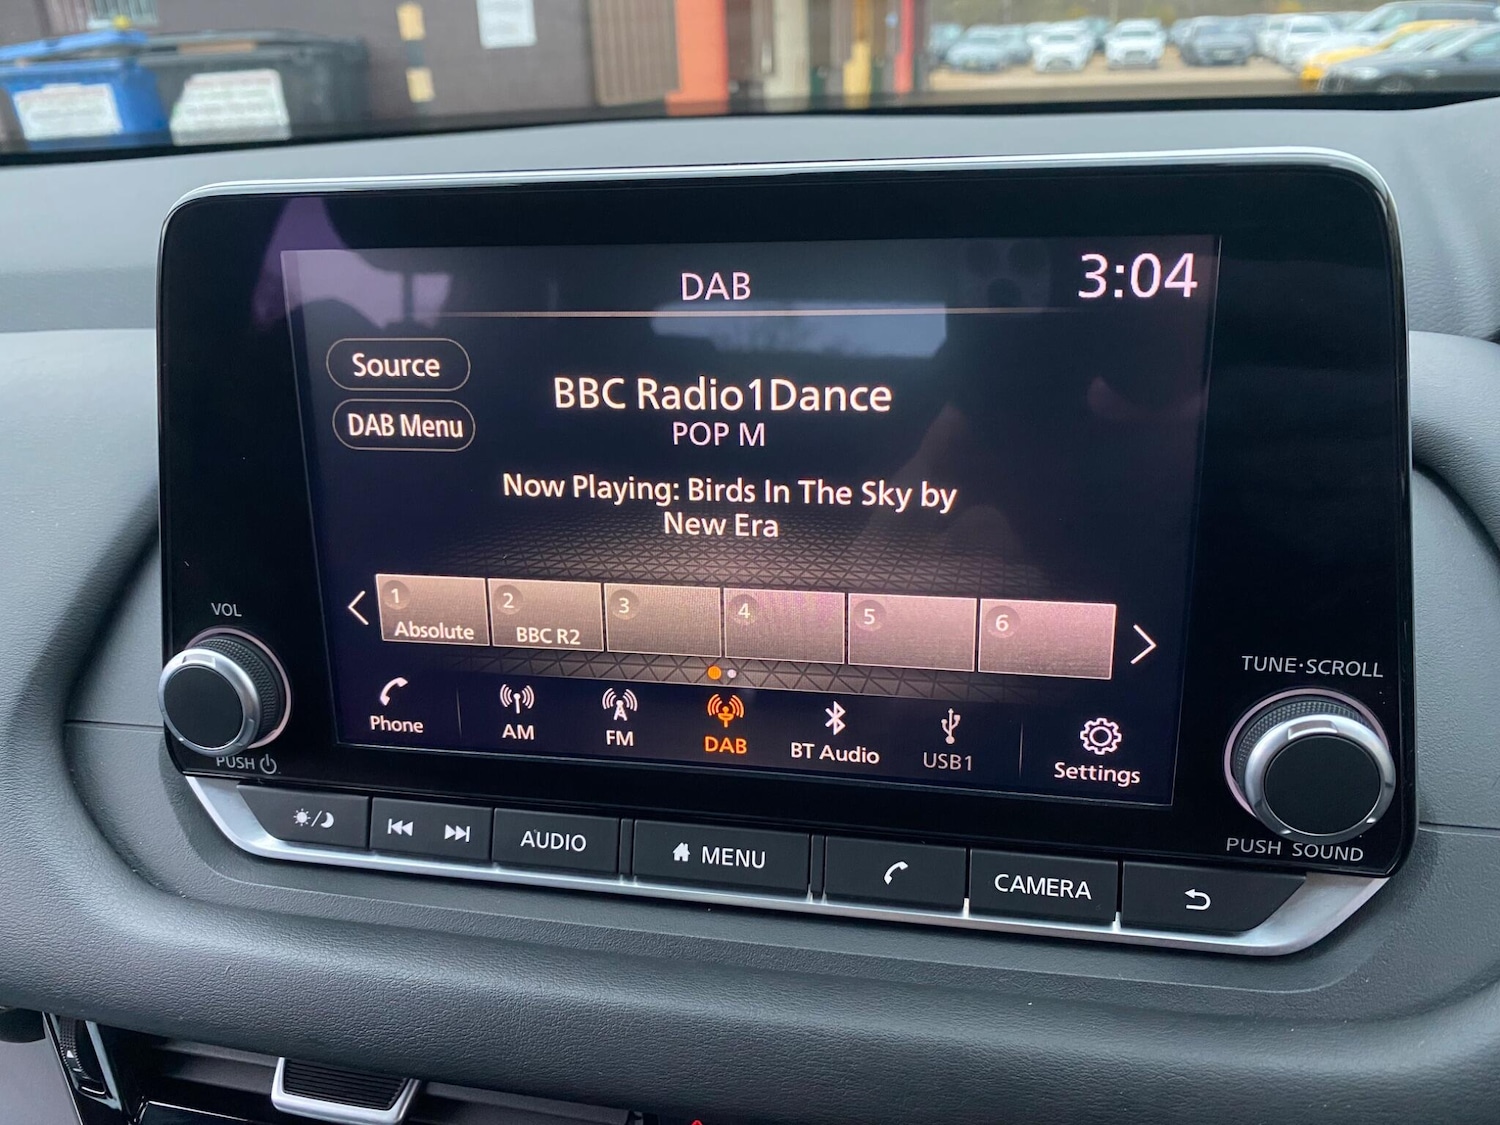 DAB
3:04
Source
DAB Menu
BBC Radio1Dance
POP M
Now Playing: Birds In The Sky by
New Era
1
Absolute
2
BBC R2
3
4
5
6
Phone
AM
FM
DAB
BT Audio
USB1
Settings
VOL
PUSH
TUNE·SCROLL
PUSH SOUND
AUDIO
MENU
CAMERA